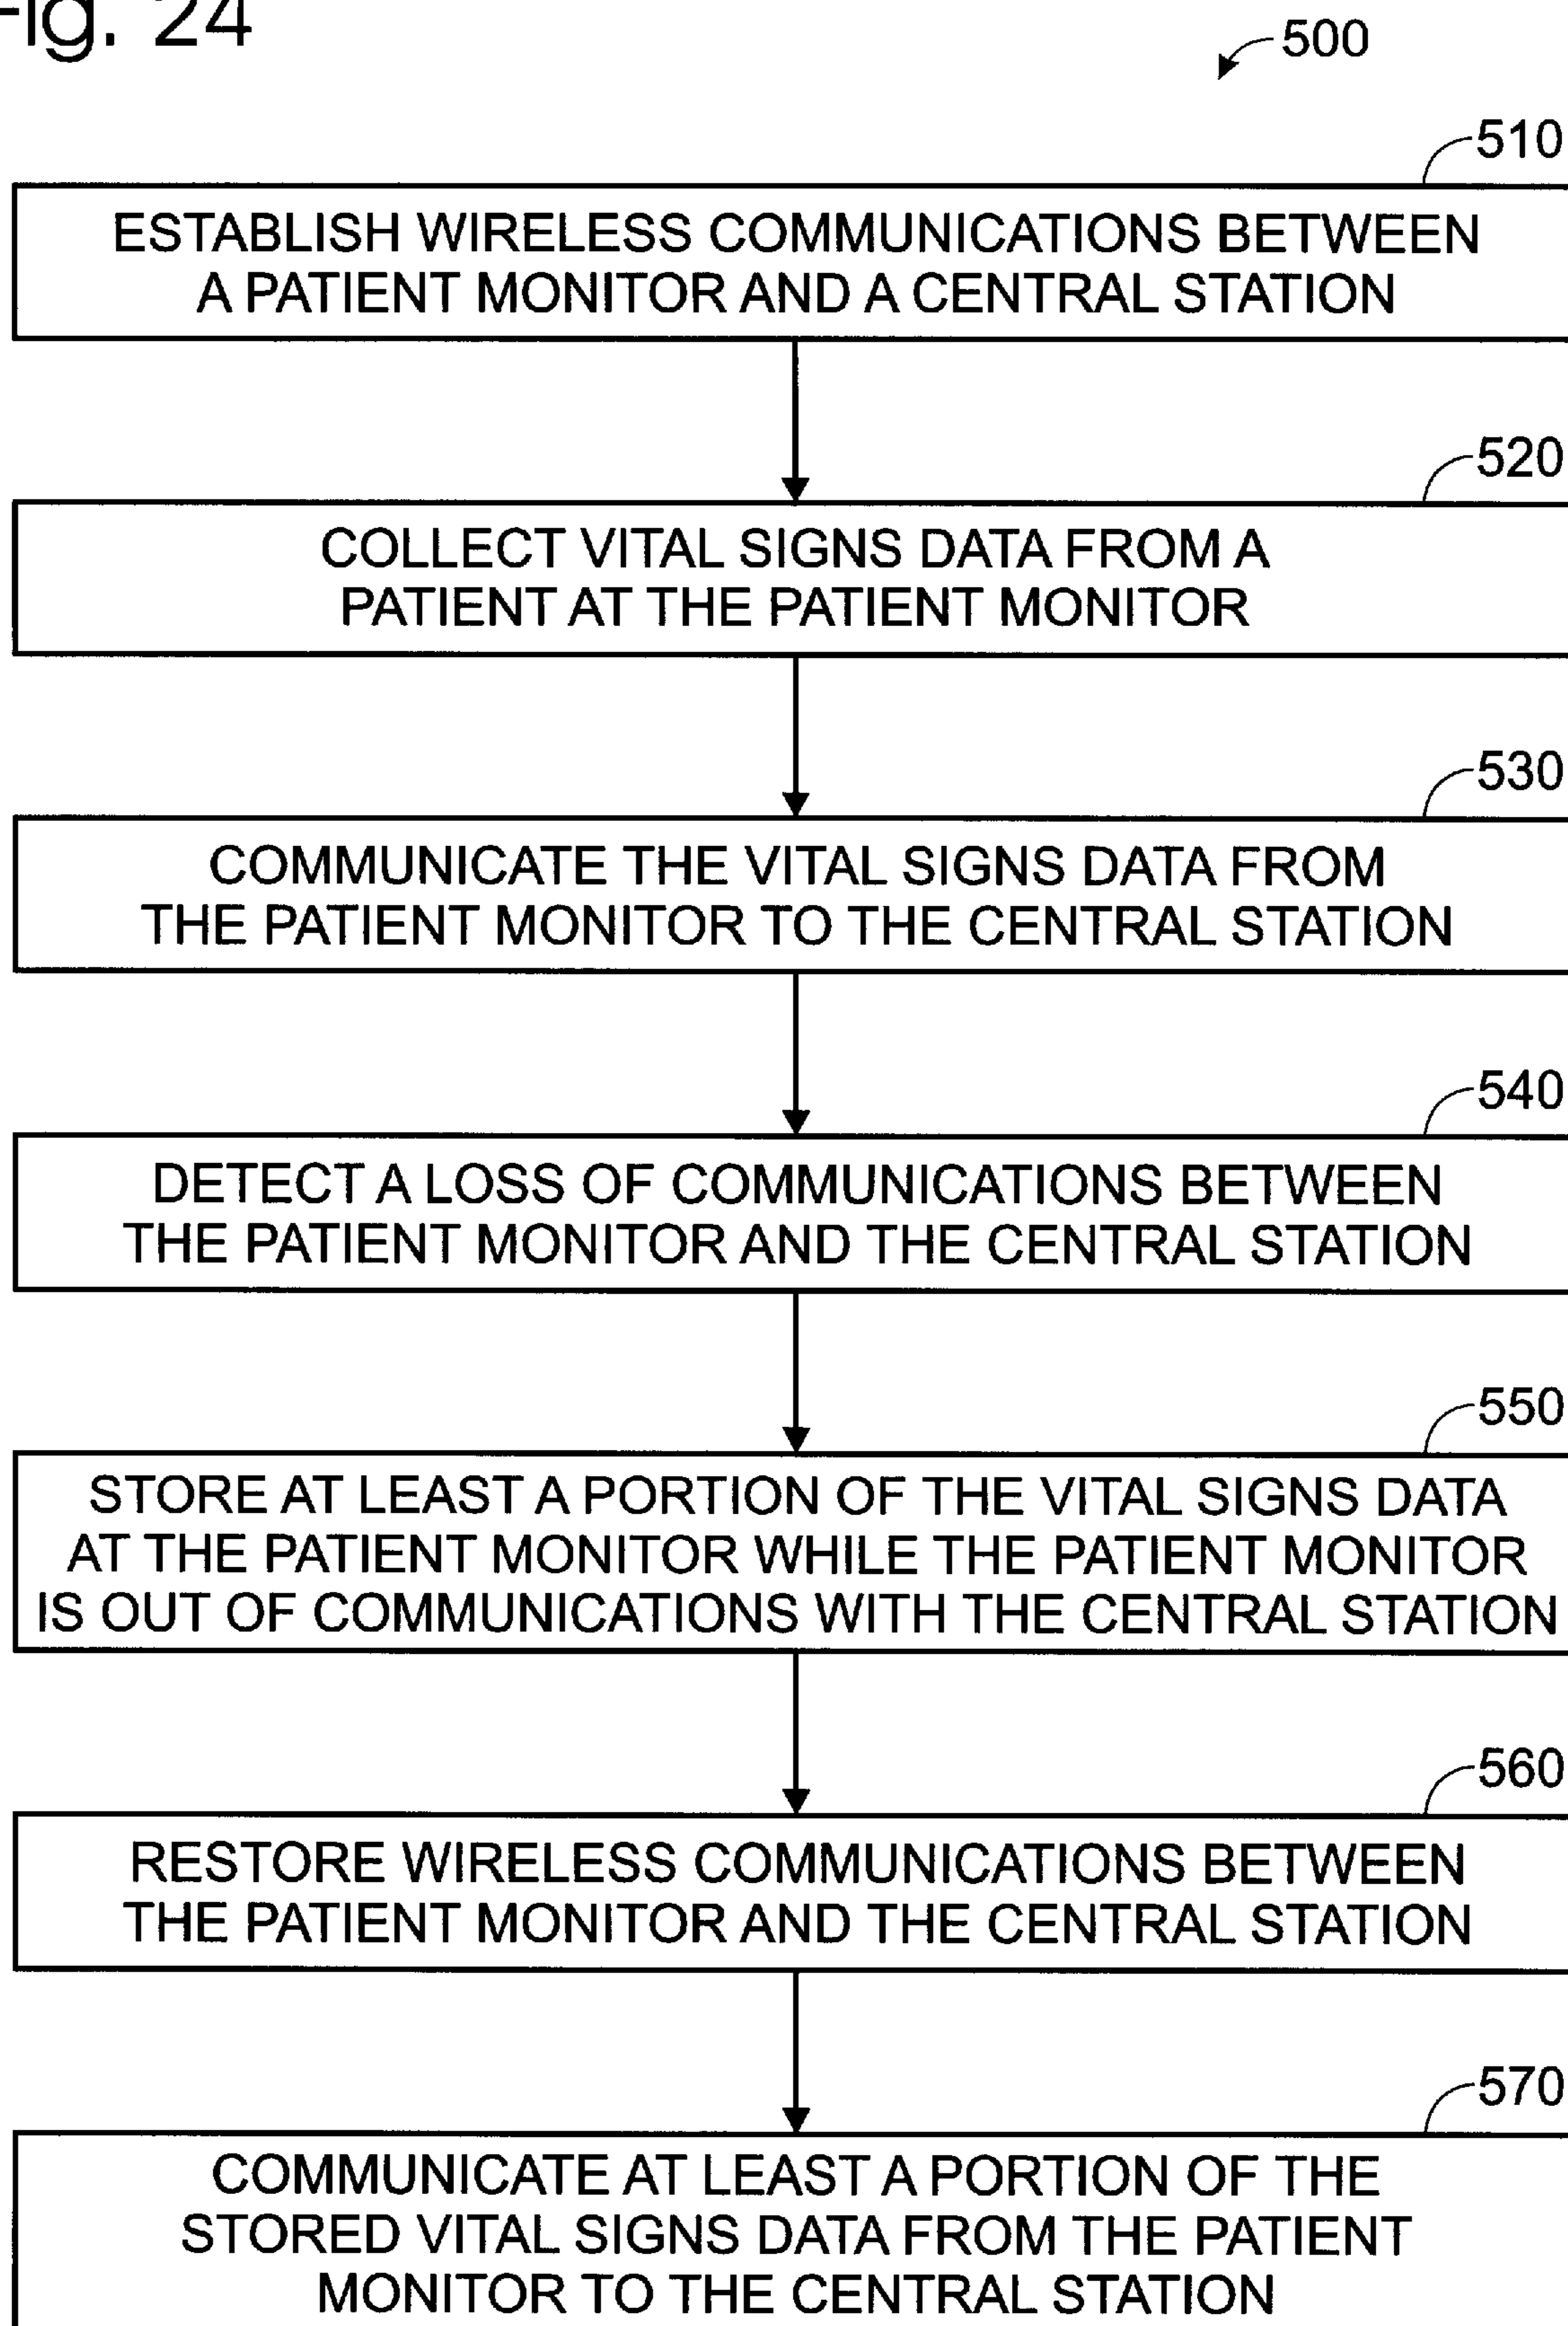 Fig. 24
500
510
ESTABLISH WIRELESS COMMUNICATIONS BETWEEN
A PATIENT MONITOR AND A CENTRAL STATION
520
COLLECT VITAL SIGNS DATA FROM A
PATIENT AT THE PATIENT MONITOR
530
COMMUNICATE THE VITAL SIGNS DATA FROM
THE PATIENT MONITOR TO THE CENTRAL STATION
540
DETECT A LOSS OF COMMUNICATIONS BETWEEN
THE PATIENT MONITOR AND THE CENTRAL STATION
550
STORE AT LEAST A PORTION OF THE VITAL SIGNS DATA
AT THE PATIENT MONITOR WHILE THE PATIENT MONITOR
IS OUT OF COMMUNICATIONS WITH THE CENTRAL STATION
560
RESTORE WIRELESS COMMUNICATIONS BETWEEN
THE PATIENT MONITOR AND THE CENTRAL STATION
570
COMMUNICATE AT LEAST A PORTION OF THE
STORED VITAL SIGNS DATA FROM THE PATIENT
MONITOR TO THE CENTRAL STATION